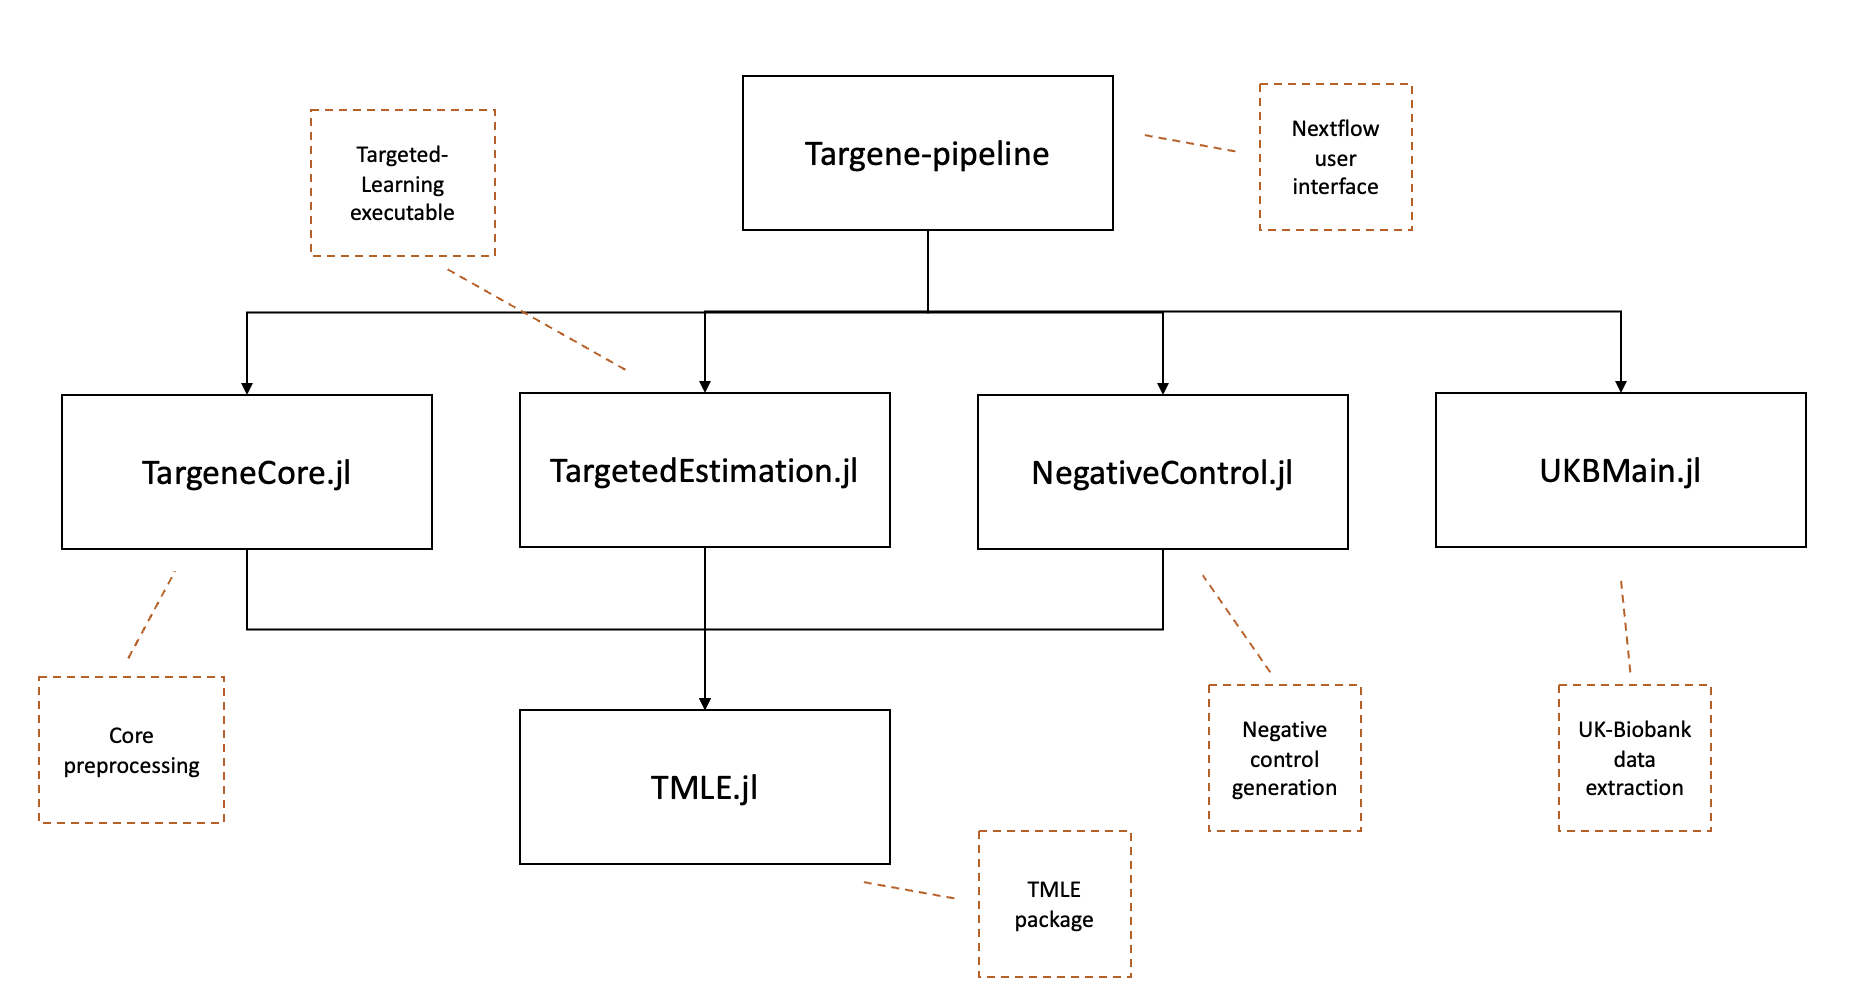 Targene-pipeline
Nextflow
user
interface
Targeted-
Learning
executable
TargeneCore.jl
TargetedEstimation.jl
NegativeControl.jl
UKBMain.jl
Core
preprocessing
TMLE.jl
Negative
control
generation
UK-Biobank
data
extraction
TMLE
package